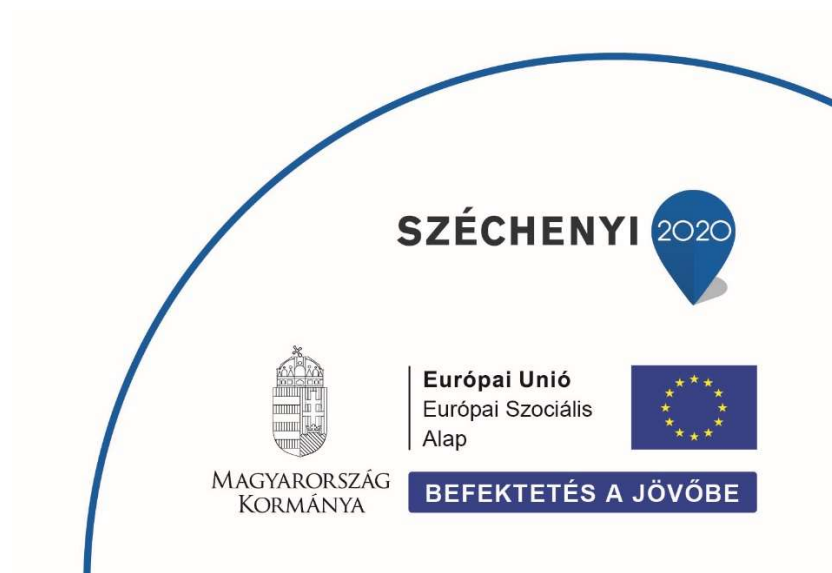 SZÉCHENYI 2020
MAGYARORSZÁG
KORMÁNYA
Európai Unió
Európai Szociális
Alap
BEFEKTETÉS A JÖVŐBE